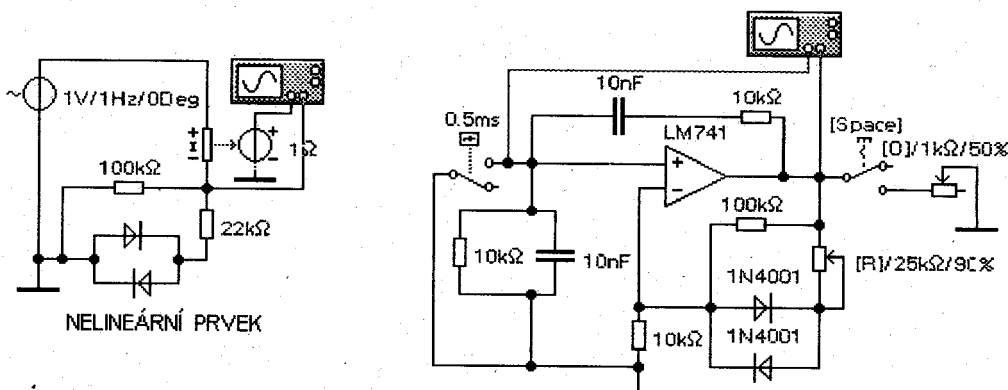 1V/1Hz/0Deg
1Ω
100kΩ
22kΩ
NELINEÁRNÍ PRVEK
10nF
10kΩ
0.5ms
LM741
[Space]
[O]/1kΩ/50%
10kΩ
10nF
100kΩ
[R]/25kΩ/90%
1N4001
1N4001
10kΩ